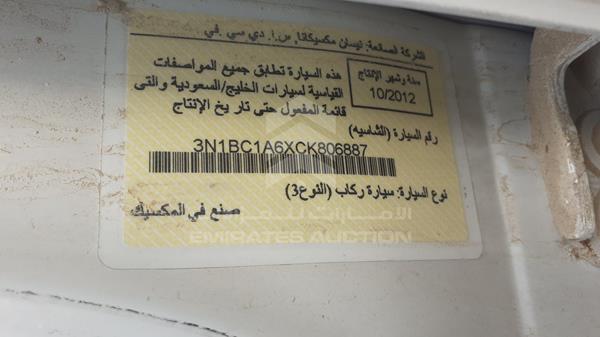 الشركة الصانعة: نيسان مكسيكانا, س.ا. دي سي. في
سنة وشهر الإنتاج
10/2012
هذه السيارة تطابق جميع المواصفات
القياسية لسيارات الخليج/السعودية والتى
قائمة المفعول حتى تاريخ الإنتاج
رقم السيارة (الشاسيه)
3N1BC1A6XCK806887
نوع السيارة: سيارة ركاب (النوع3)
صنع في المكسيك
الإمارات للمزادات
EMIRATES AUCTION